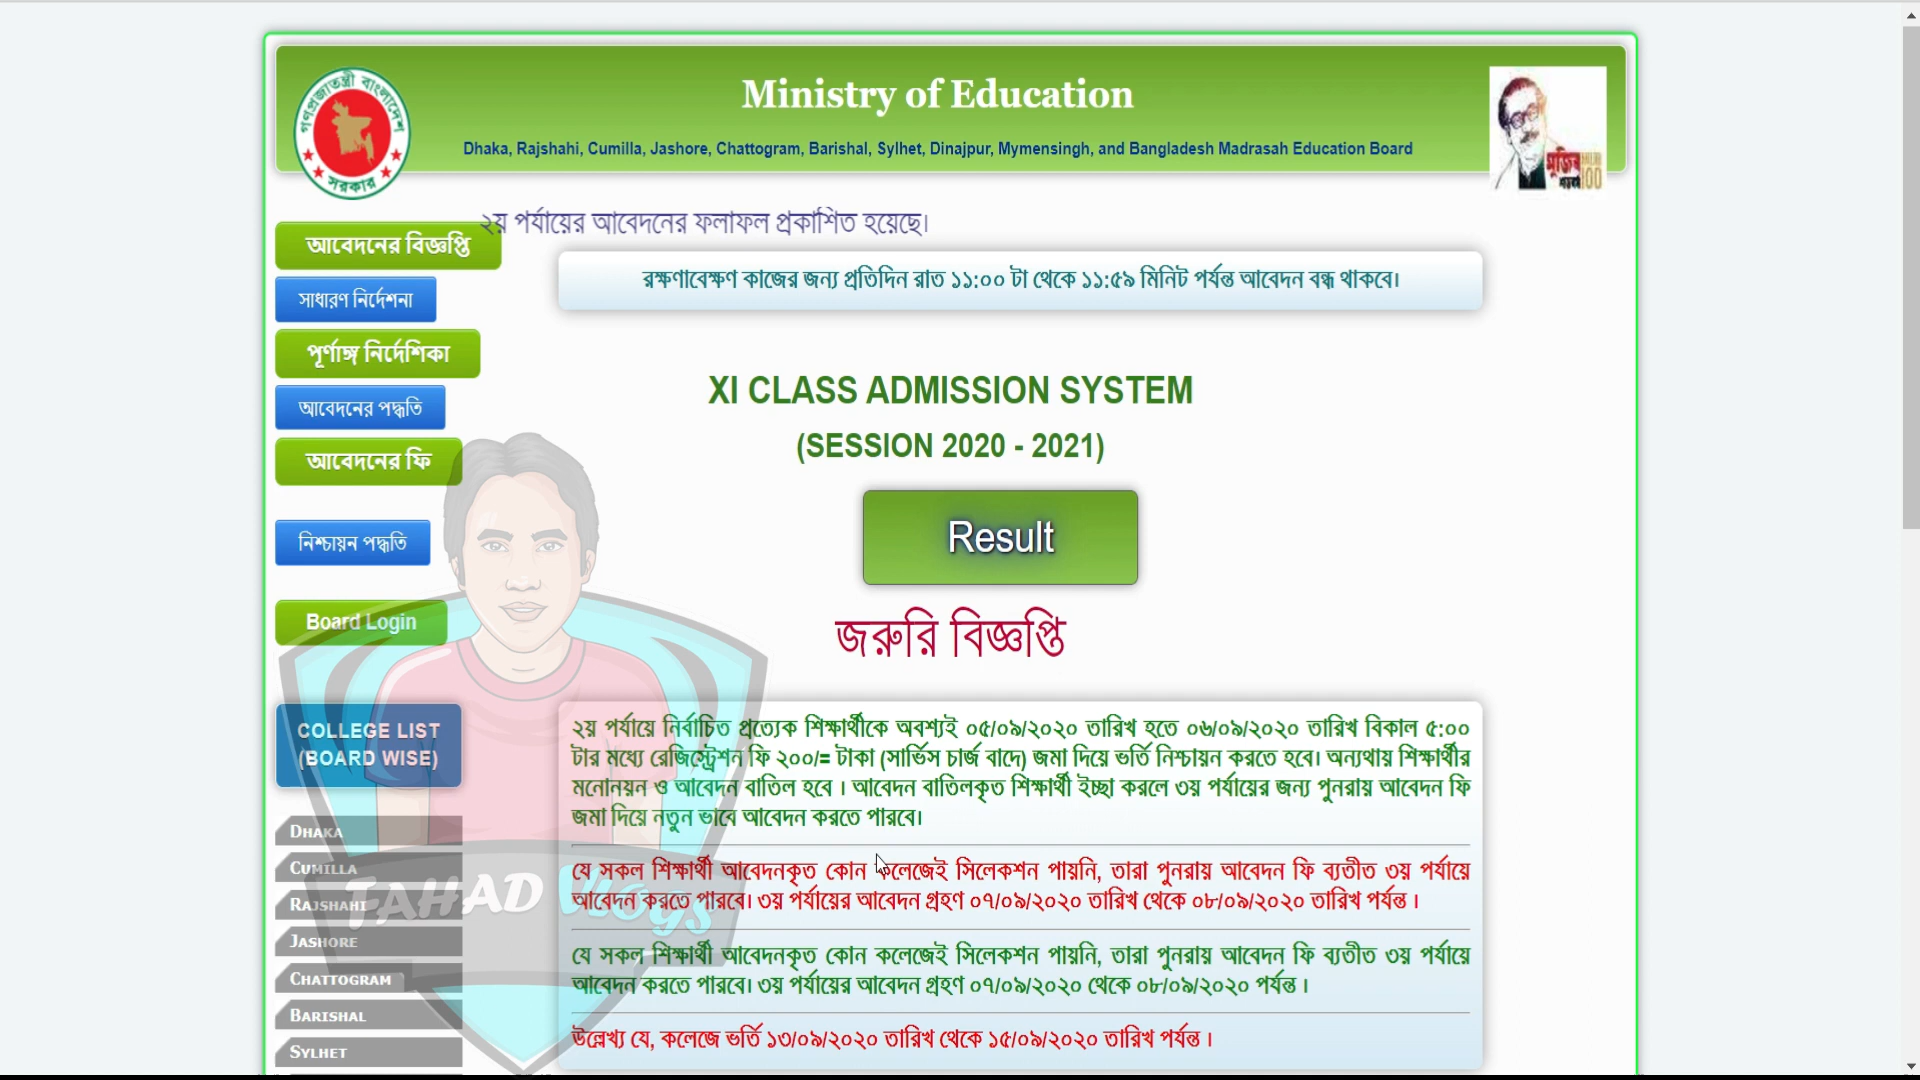 গণপ্রজাতন্ত্রী বাংলাদেশ
সরকার
Ministry of Education
Dhaka, Rajshahi, Cumilla, Jashore, Chattogram, Barishal, Sylhet, Dinajpur, Mymensingh, and Bangladesh Madrasah Education Board
মুজিব
100
২য় পর্যায়ের আবেদনের ফলাফল প্রকাশিত হয়েছে।
আবেদনের বিজ্ঞপ্তি
সাধারণ নির্দেশনা
পূর্ণাঙ্গ নির্দেশিকা
আবেদনের পদ্ধতি
আবেদনের ফি
নিশ্চায়ন পদ্ধতি
Board Login
COLLEGE LIST
(BOARD WISE)
DHAKA
CUMILLA
RAJSHAHI
JASHORE
CHATTOGRAM
BARISHAL
SYLHET
রক্ষণাবেক্ষণ কাজের জন্য প্রতিদিন রাত ১১:০০ টা থেকে ১১:৫৯ মিনিট পর্যন্ত আবেদন বন্ধ থাকবে।
XI CLASS ADMISSION SYSTEM
(SESSION 2020 - 2021)
Result
জরুরি বিজ্ঞপ্তি
২য় পর্যায়ে নির্বাচিত প্রত্যেক শিক্ষার্থীকে অবশ্যই ০৫/০৯/২০২০ তারিখ হতে ০৬/০৯/২০২০ তারিখ বিকাল ৫:০০
টার মধ্যে রেজিস্ট্রেশন ফি ২০০/= টাকা (সার্ভিস চার্জ বাদে) জমা দিয়ে ভর্তি নিশ্চায়ন করতে হবে। অন্যথায় শিক্ষার্থীর
মনোনয়ন ও আবেদন বাতিল হবে । আবেদন বাতিলকৃত শিক্ষার্থী ইচ্ছা করলে ৩য় পর্যায়ের জন্য পুনরায় আবেদন ফি
জমা দিয়ে নতুন ভাবে আবেদন করতে পারবে।
যে সকল শিক্ষার্থী আবেদনকৃত কোন কলেজেই সিলেকশন পায়নি, তারা পুনরায় আবেদন ফি ব্যতীত ৩য় পর্যায়ে
আবেদন করতে পারবে। ৩য় পর্যায়ের আবেদন গ্রহণ ০৭/০৯/২০২০ তারিখ থেকে ০৮/০৯/২০২০ তারিখ পর্যন্ত ।
যে সকল শিক্ষার্থী আবেদনকৃত কোন কলেজেই সিলেকশন পায়নি, তারা পুনরায় আবেদন ফি ব্যতীত ৩য় পর্যায়ে
আবেদন করতে পারবে। ৩য় পর্যায়ের আবেদন গ্রহণ ০৭/০৯/২০২০ থেকে ০৮/০৯/২০২০ পর্যন্ত ।
উল্লেখ্য যে, কলেজে ভর্তি ১৩/০৯/২০২০ তারিখ থেকে ১৫/০৯/২০২০ তারিখ পর্যন্ত ।
FAHAD Vlogs